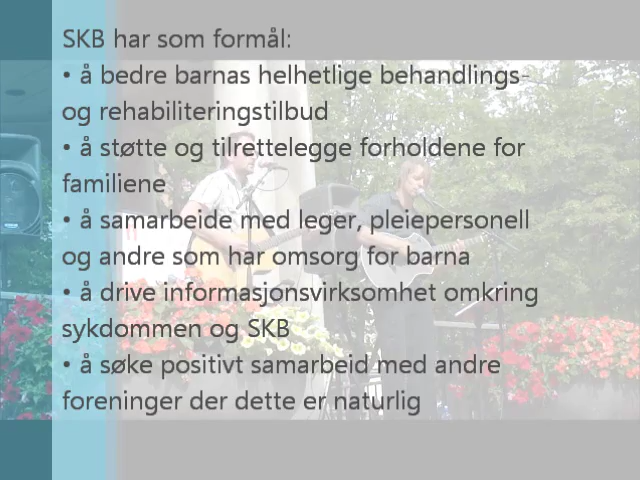 SKB har som formål:
• å bedre barnas helhetlige behandlings-
og rehabiliteringstilbud
• å støtte og tilrettelegge forholdene for
familiene
• å samarbeide med leger, pleiepersonell
og andre som har omsorg for barna
• å drive informasjonsvirksomhet omkring
sykdommen og SKB
• å søke positivt samarbeid med andre
foreninger der dette er naturlig